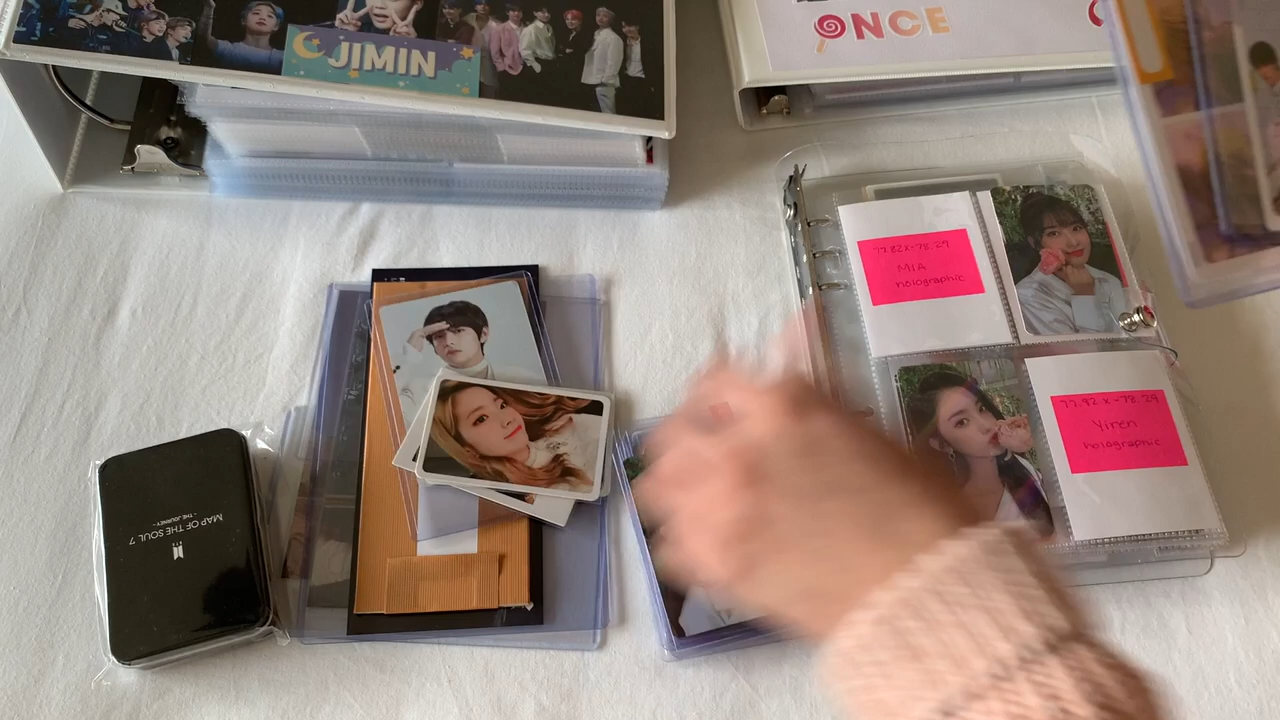 JIMIN
ONCE
77.82 x -78.29
MIA
holographic
77.82 x -78.29
Yiren
holographic
MAP OF THE SOUL 7
- THE JOURNEY -
BTS